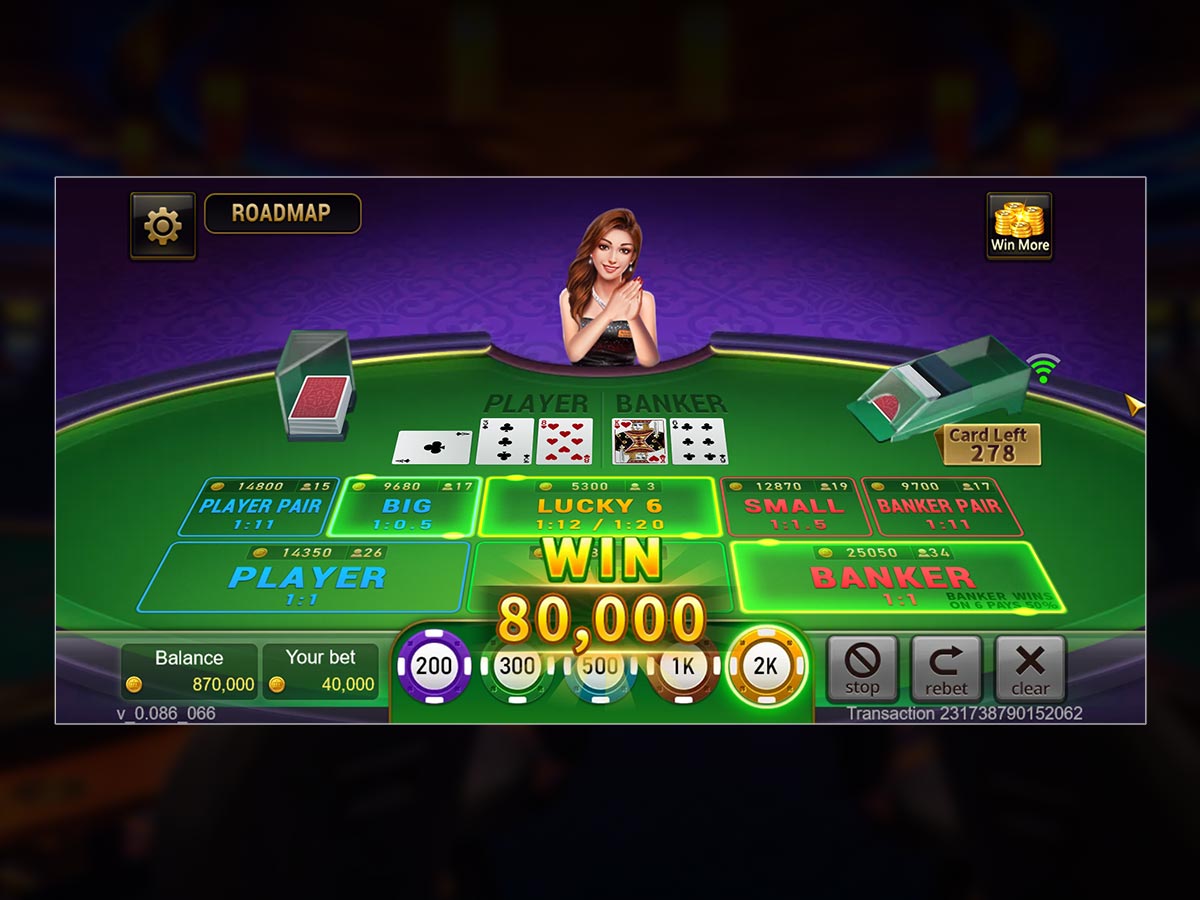 ROADMAP
Win More
PLAYER BANKER
Card Left
278
14800 15
PLAYER PAIR
1:11
9680 17
BIG
1:0.5
5300 3
LUCKY 6
1:12 / 1:20
12870 19
SMALL
1:1.5
9700 17
BANKER PAIR
1:11
14350 26
PLAYER
1:1
25050 34
BANKER
1:1
BANKER WINS
ON 6 PAYS 50%
WIN
80,000
Balance
870,000
Your bet
40,000
200
300
500
1K
2K
stop
rebet
clear
v_0.086_066
Transaction 231738790152062